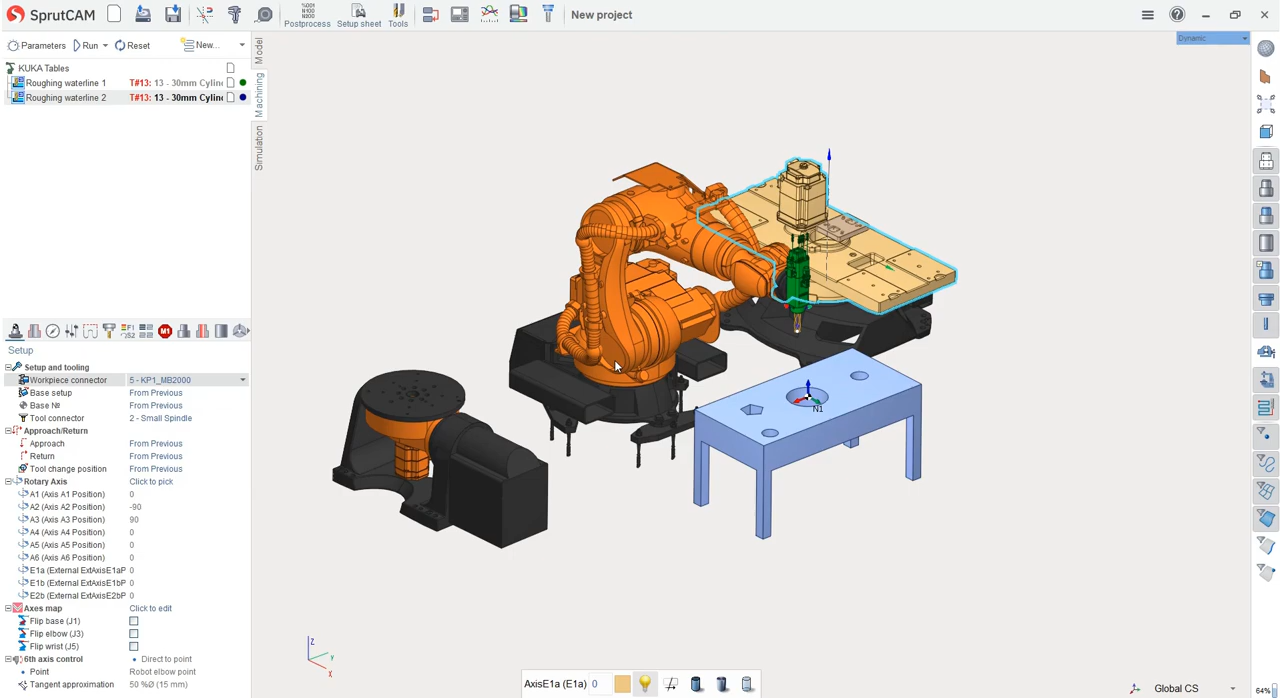 SprutCAM
%001
N900
N800
Postprocess
Setup sheet
Tools
New project
Parameters
Run
Reset
New...
Dynamic
KUKA Tables
Roughing waterline 1 T#13: 13 - 30mm Cylin
Roughing waterline 2 T#13: 13 - 30mm Cylin
Model
Machining
Simulation
Setup
Setup and tooling
Workpiece connector 5 - KP1_MB2000
Base setup From Previous
Base № From Previous
Tool connector 2 - Small Spindle
Approach/Return
Approach From Previous
Return From Previous
Tool change position From Previous
Rotary Axis Click to pick
A1 (Axis A1 Position) 0
A2 (Axis A2 Position) -90
A3 (Axis A3 Position) 90
A4 (Axis A4 Position) 0
A5 (Axis A5 Position) 0
A6 (Axis A6 Position) 0
E1a (External ExtAxisE1aP 0
E1b (External ExtAxisE1bP 0
E2b (External ExtAxisE2bP 0
Axes map Click to edit
Flip base (J1)
Flip elbow (J3)
Flip wrist (J5)
6th axis control Direct to point
Point Robot elbow point
Tangent approximation 50 %Ø (15 mm)
N1
Z
Y
X
AxisE1a (E1a) 0
Global CS
64%